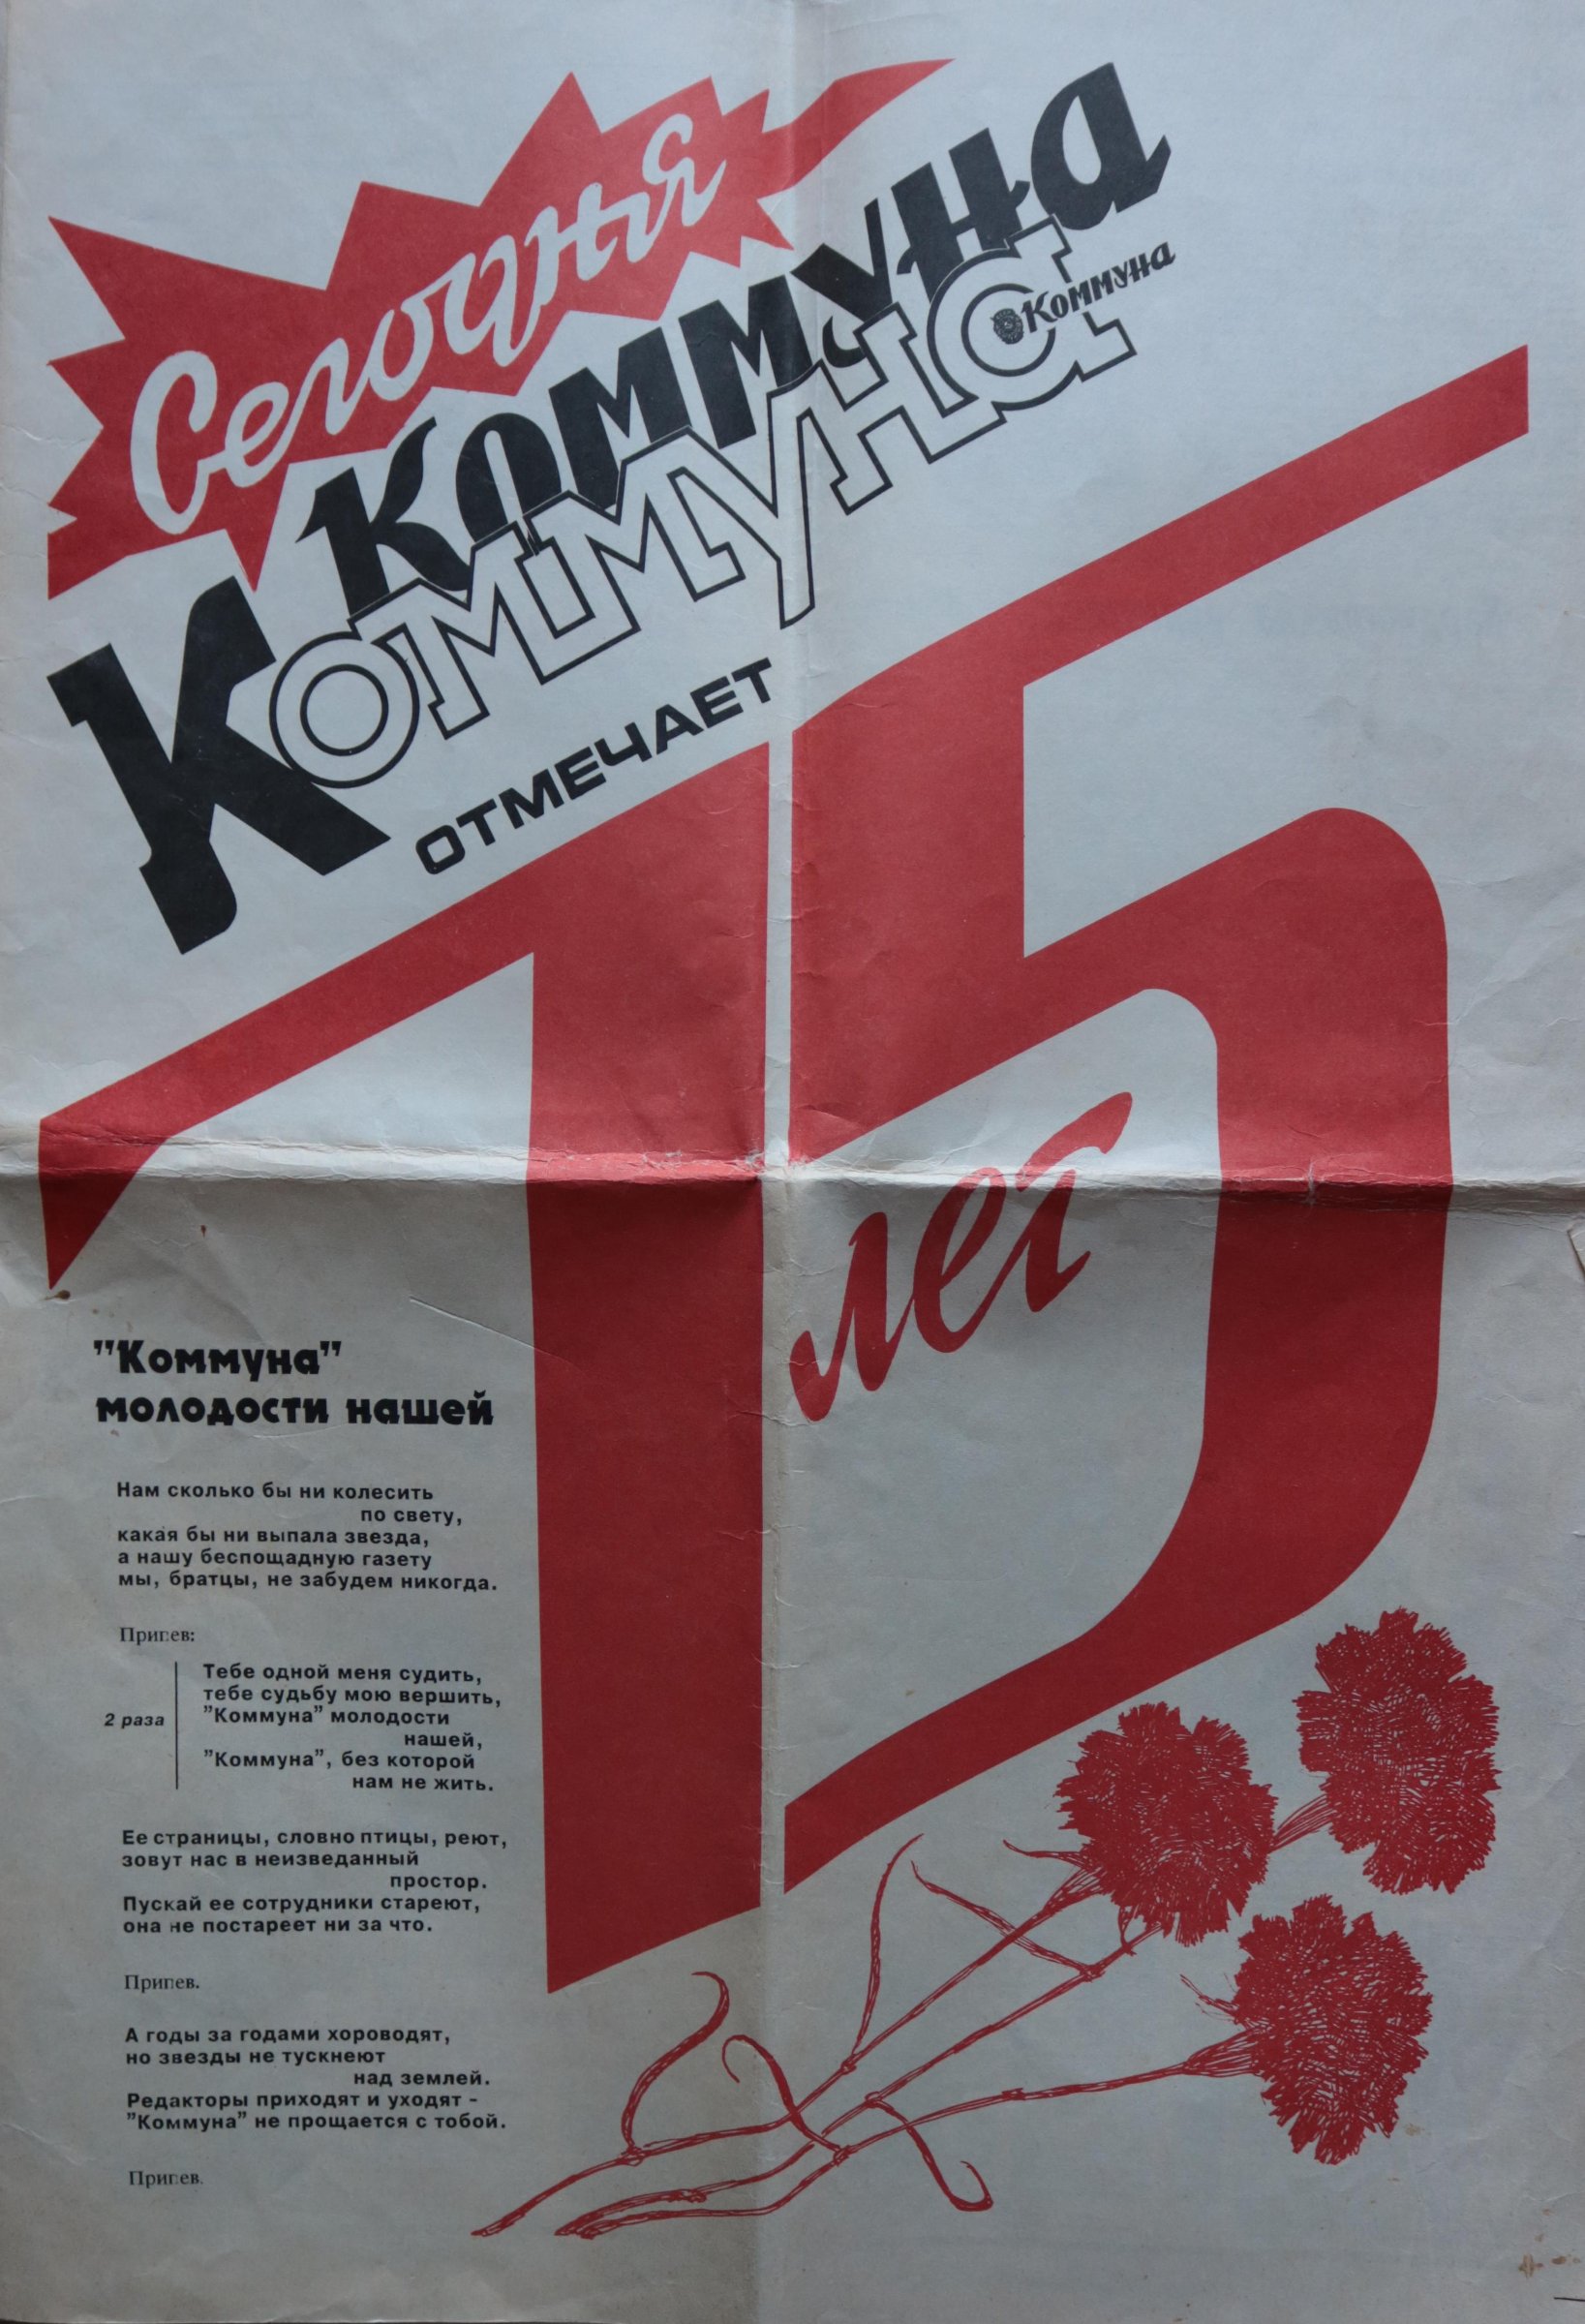 Сегодня
Коммуна
Коммуна
Коммуна
ОТМЕЧАЕТ
75
лет
"Коммуна"
молодости нашей
Нам сколько бы ни колесить
по свету,
какая бы ни выпала звезда,
а нашу беспощадную газету
мы, братцы, не забудем никогда.
Припев:
2 раза
Тебе одной меня судить,
тебе судьбу мою вершить,
"Коммуна" молодости
нашей,
"Коммуна", без которой
нам не жить.
Ее страницы, словно птицы, реют,
зовут нас в неизведанный
простор.
Пускай ее сотрудники стареют,
она не постареет ни за что.
Припев.
А годы за годами хороводят,
но звезды не тускнеют
над землей.
Редакторы приходят и уходят -
"Коммуна" не прощается с тобой.
Припев.